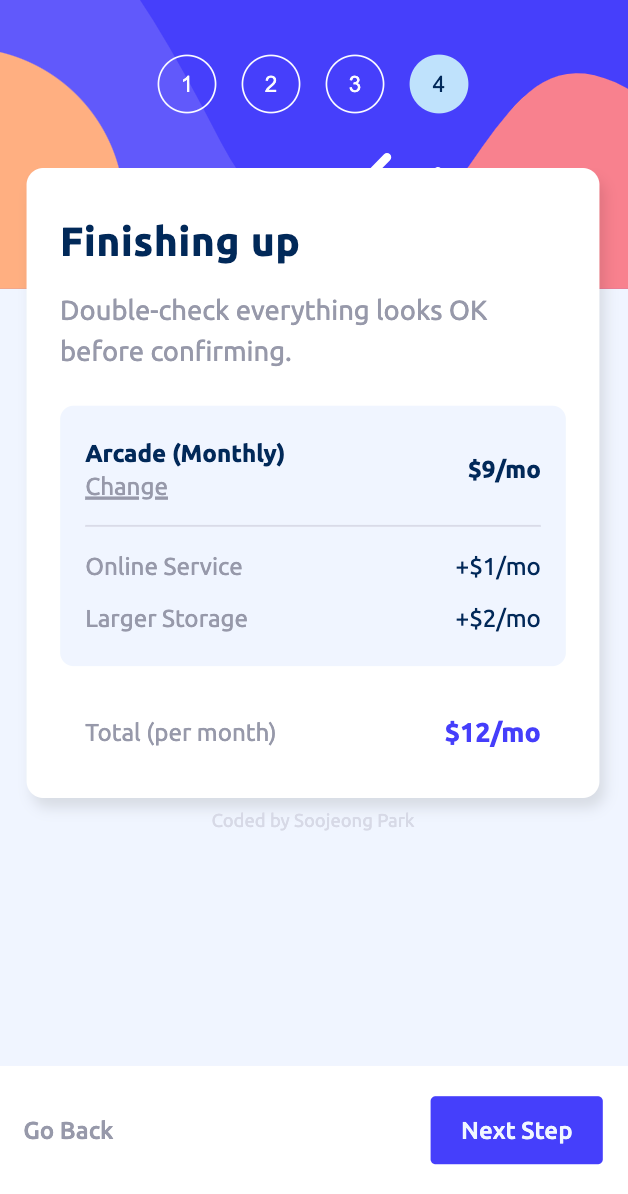 1 2 3 4
Finishing up
Double-check everything looks OK
before confirming.
Arcade (Monthly)
$9/mo
Change
Online Service +$1/mo
Larger Storage +$2/mo
Total (per month) $12/mo
Coded by Soojeong Park
Go Back Next Step